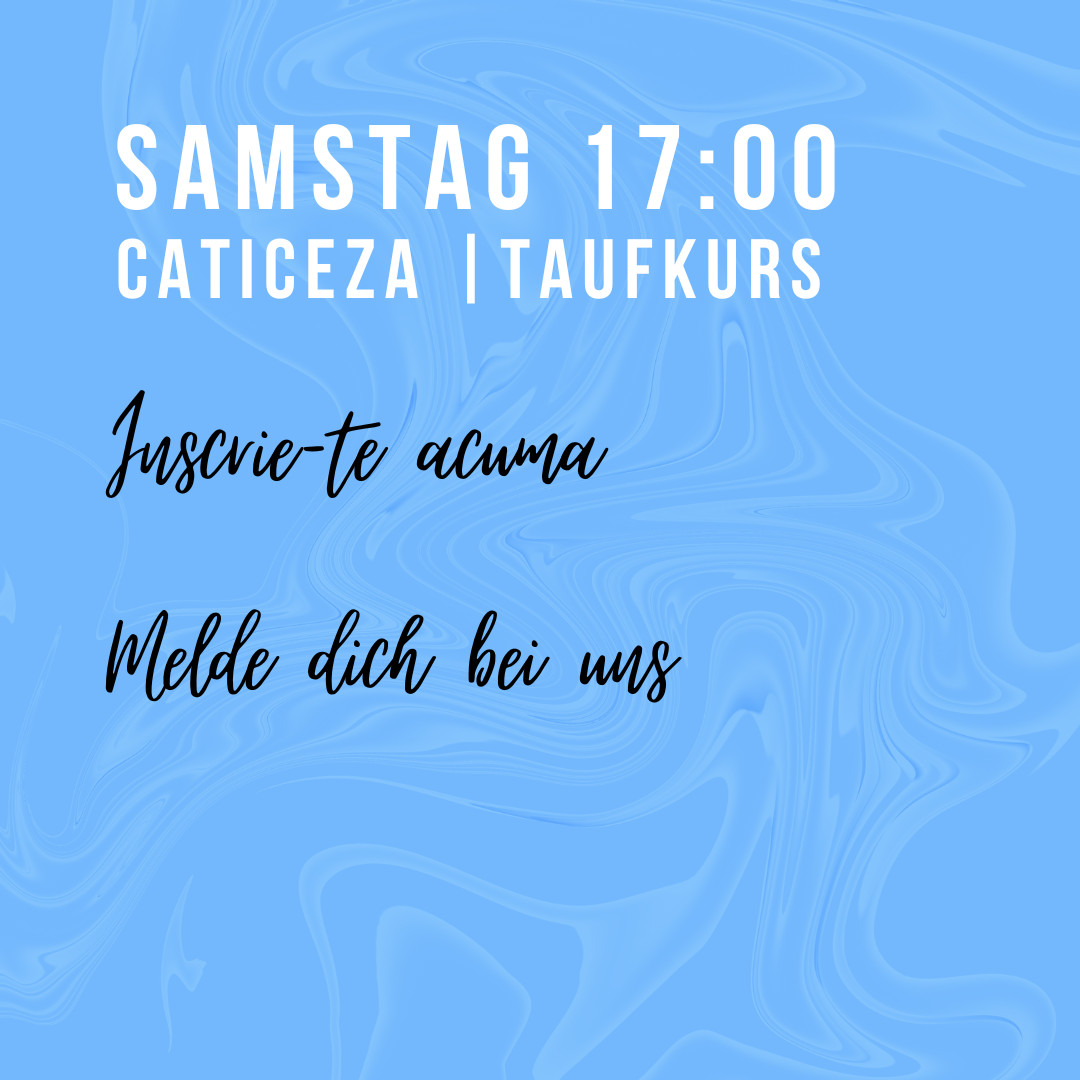 SAMSTAG 17:00
CATICEZA | TAUFKURS
Inscrie-te acuma
Melde dich bei uns